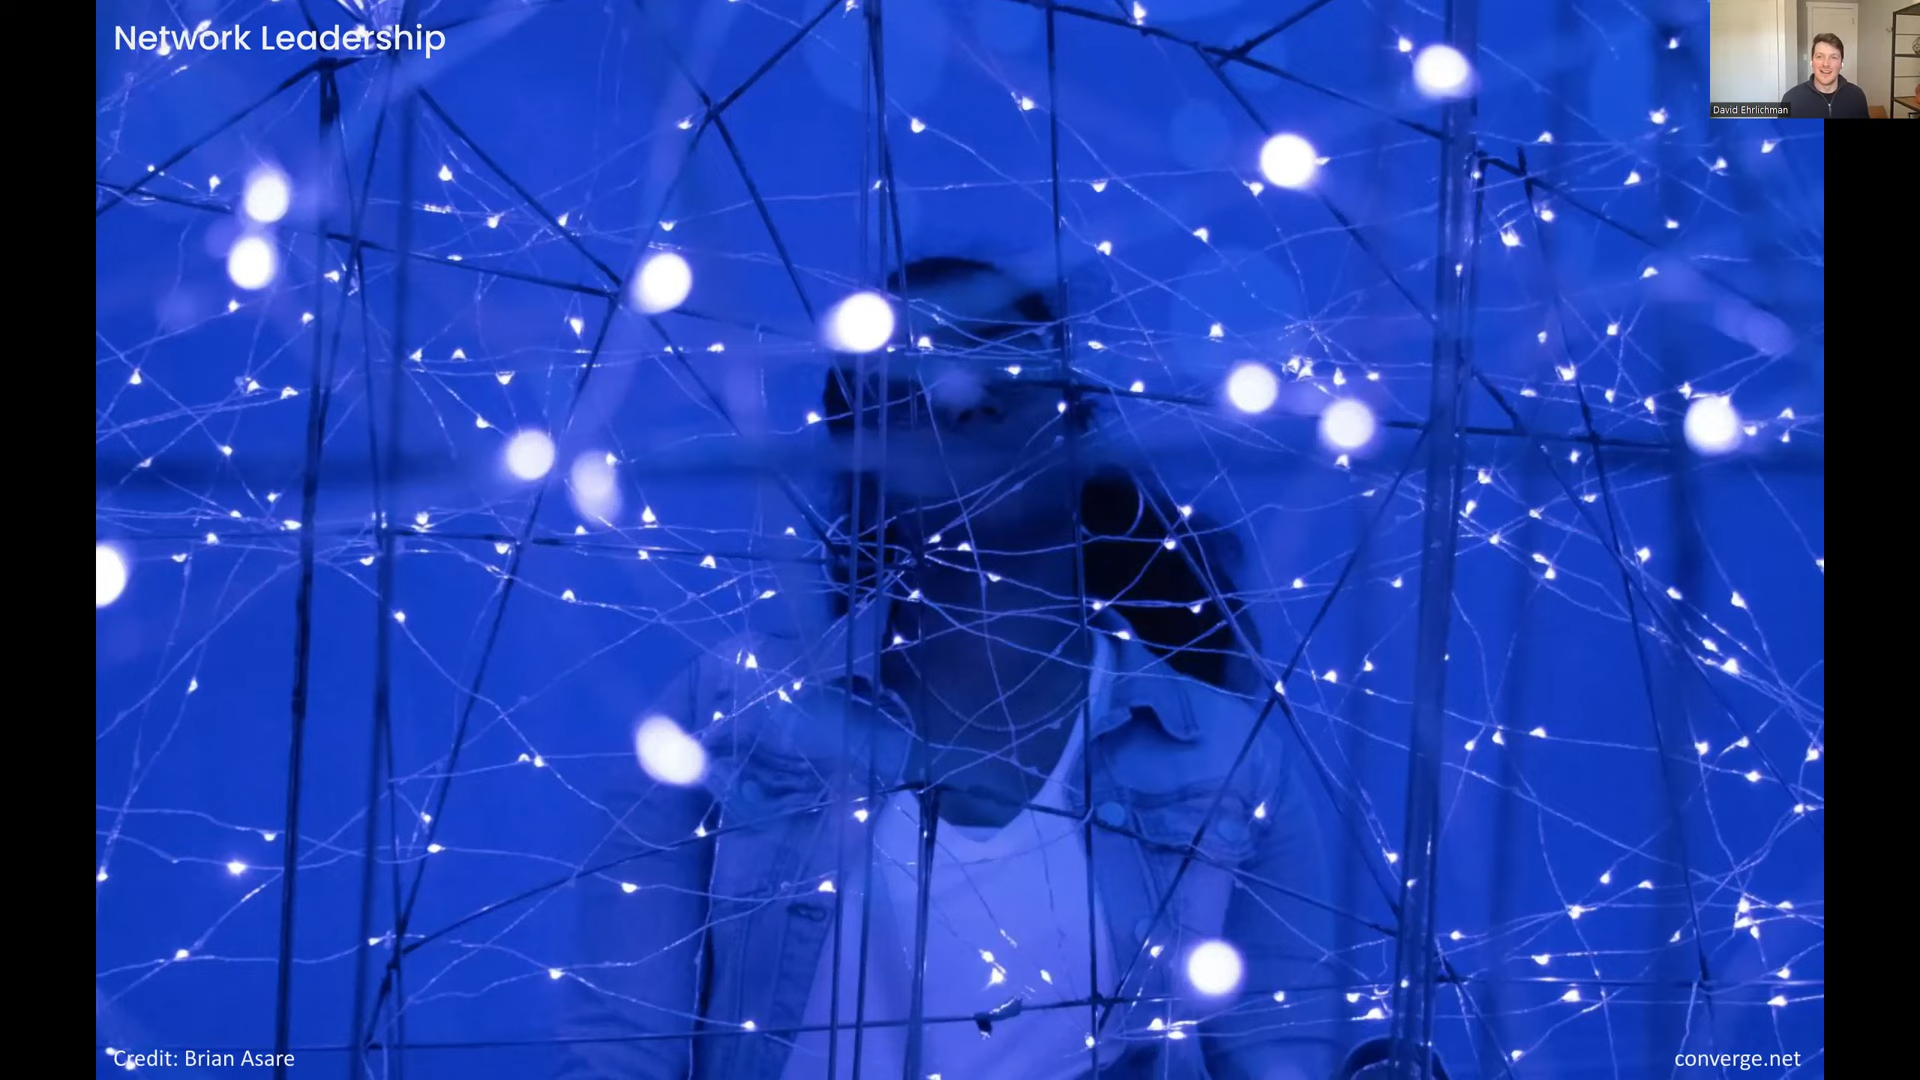 Network Leadership
David Ehrlichman
Credit: Brian Asare
converge.net